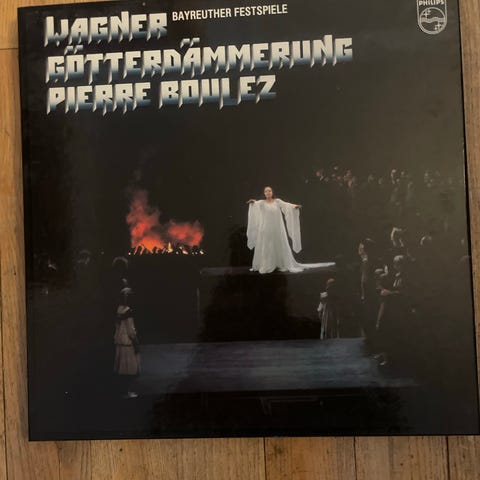 WAGNER BAYREUTHER FESTSPIELE
GÖTTERDÄMMERUNG
PIERRE BOULEZ
PHILIPS